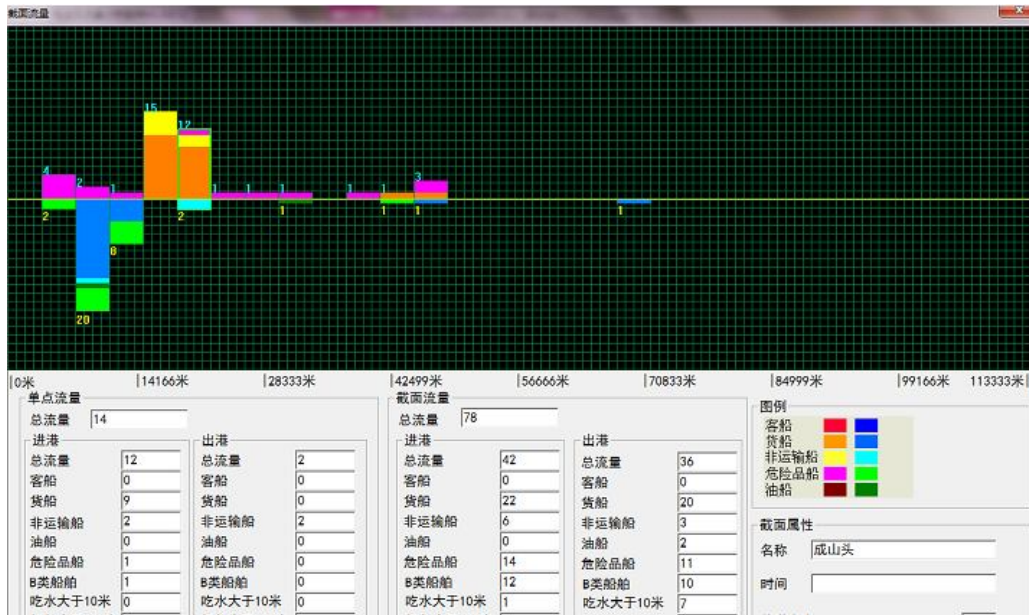 截面流量
15
12
4
2
1
1
1
1
1
1
3
2
2
1
1
1
1
8
20
|0米 |14166米 |28333米 |42499米 |56666米 |70833米 |84999米 |99166米 113333米|
单点流量
总流量 14
进港
总流量 12
客船 0
货船 9
非运输船 2
油船 0
危险品船 1
B类船舶 1
吃水大于10米 0
出港
总流量 2
客船 0
货船 0
非运输船 2
油船 0
危险品船 0
B类船舶 0
吃水大于10米 0
截面流量
总流量 78
进港
总流量 42
客船 0
货船 22
非运输船 6
油船 0
危险品船 14
B类船舶 12
吃水大于10米 1
出港
总流量 36
客船 0
货船 20
非运输船 3
油船 2
危险品船 11
B类船舶 10
吃水大于10米 7
图例
客船
货船
非运输船
危险品船
油船
截面属性
名称 成山头
时间